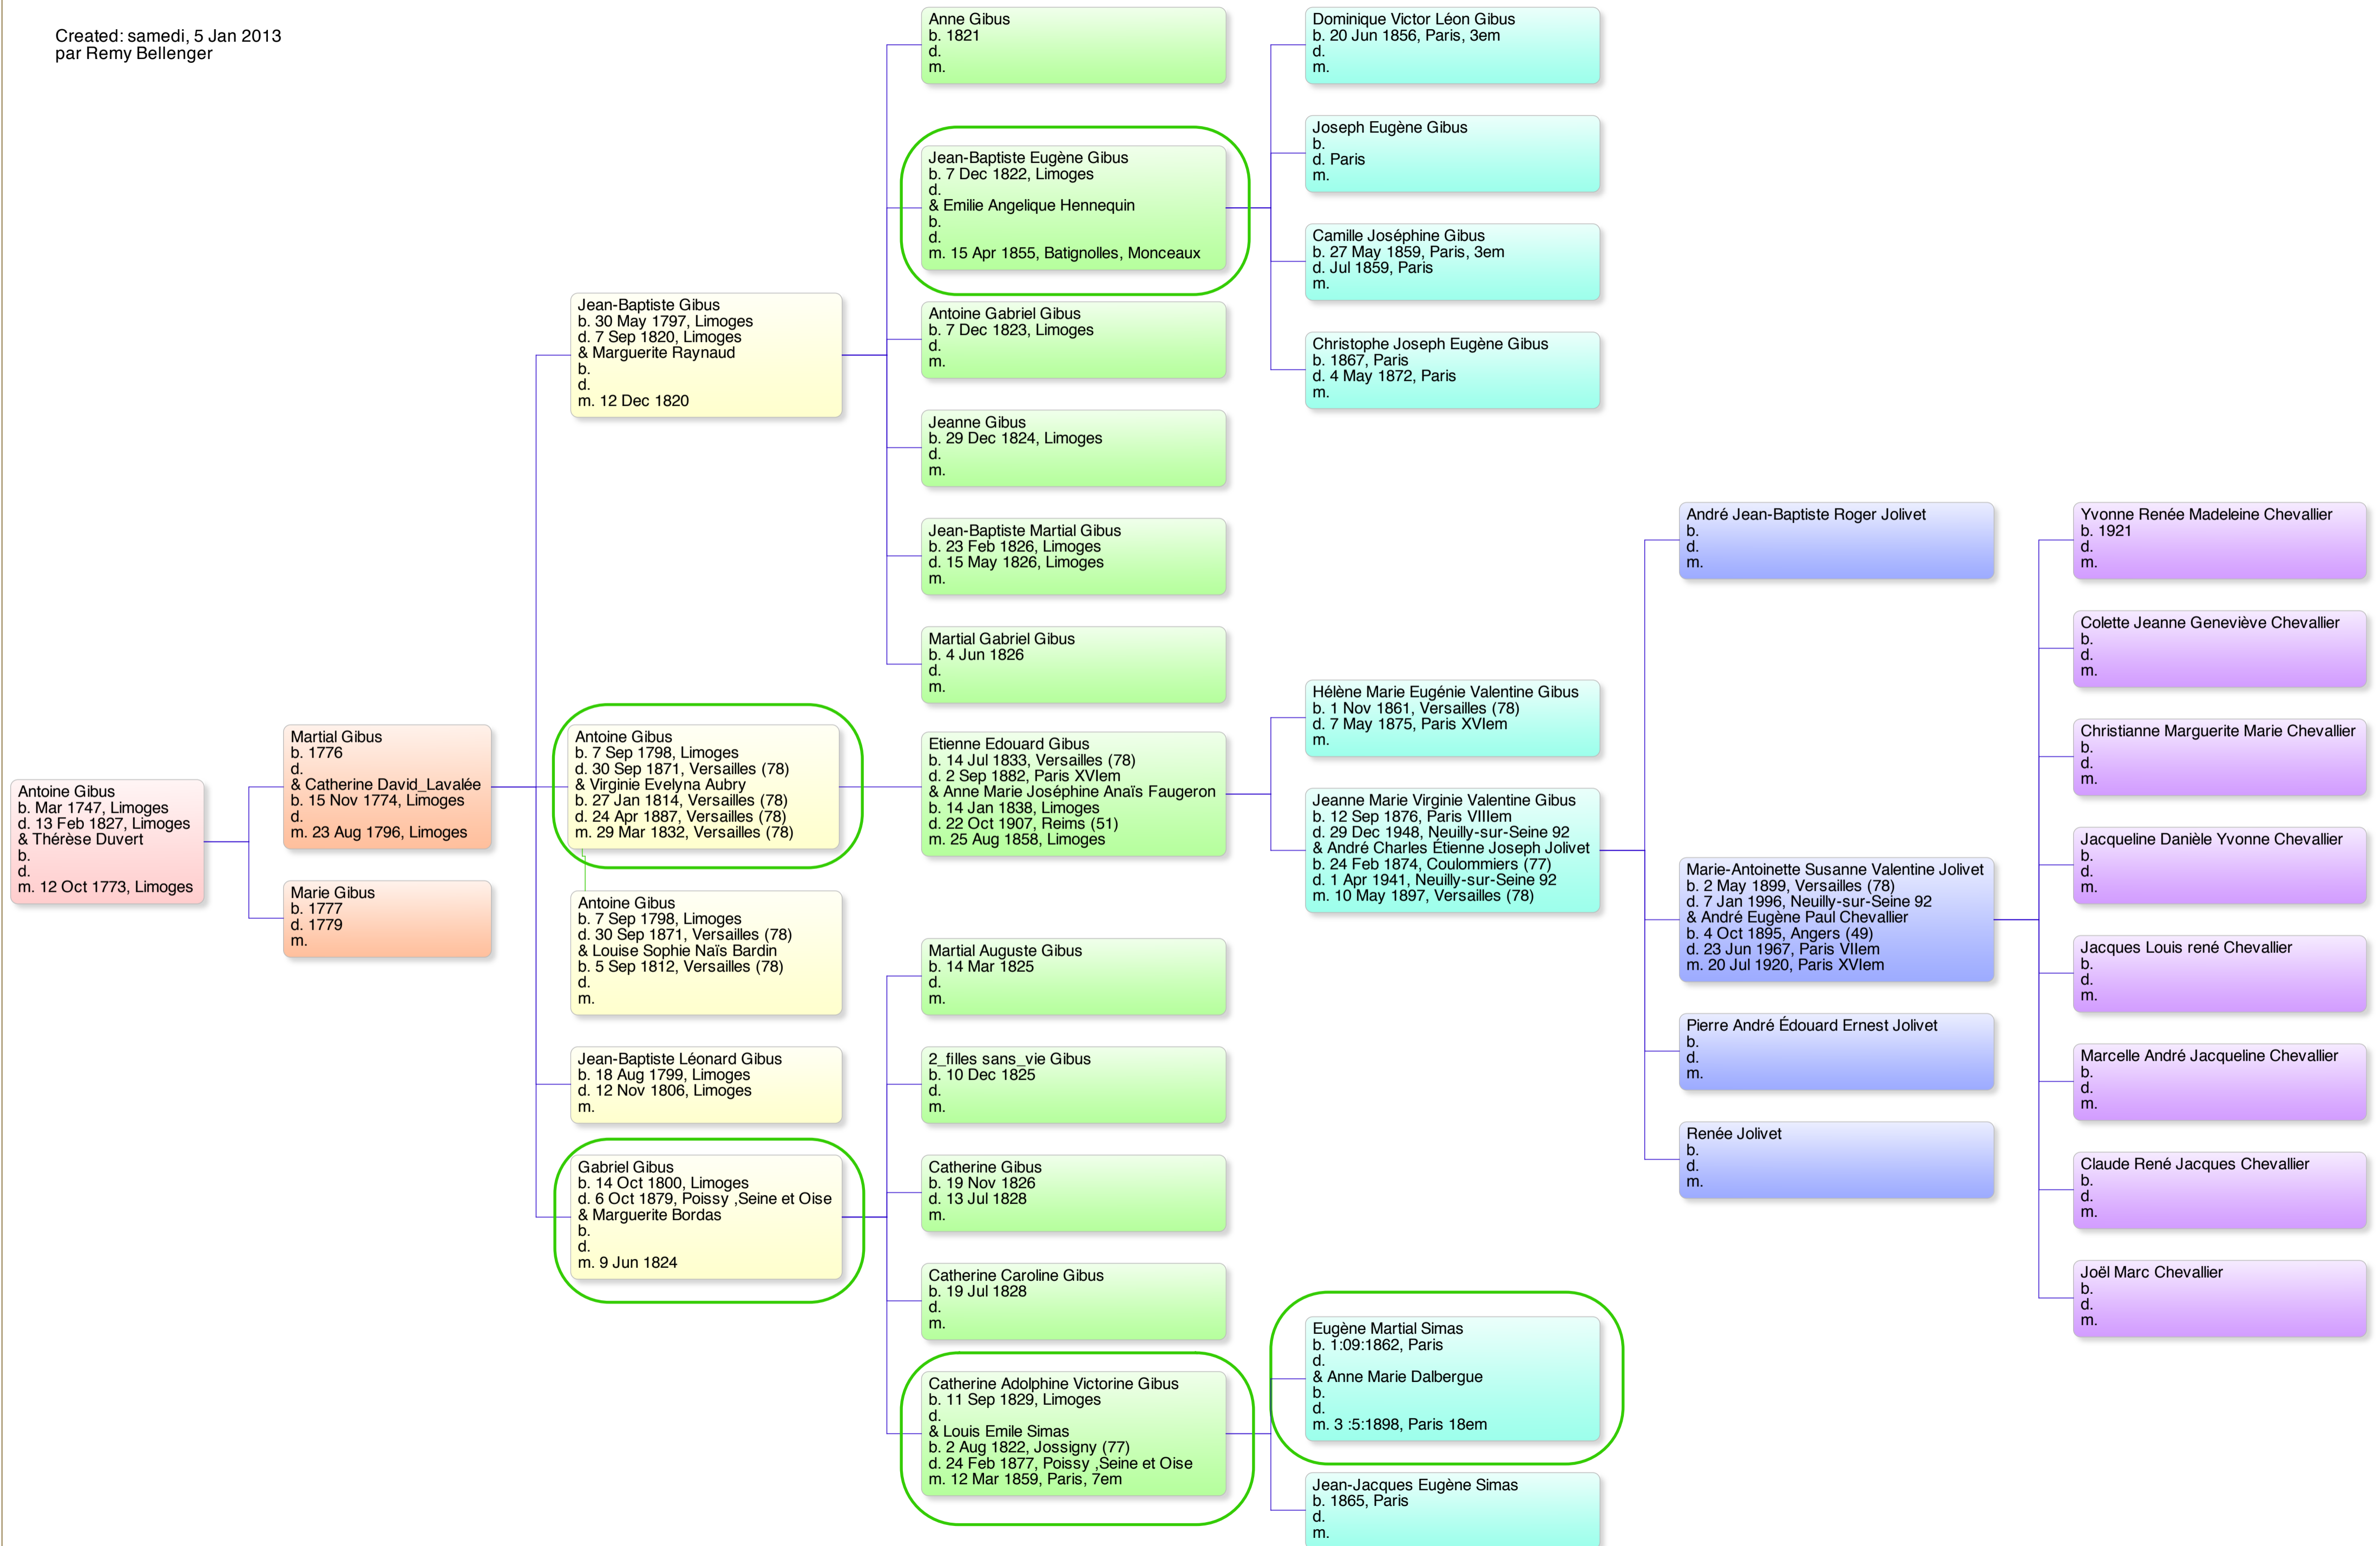 Created: samedi, 5 Jan 2013
par Remy Bellenger
Antoine Gibus
b. Mar 1747, Limoges
d. 13 Feb 1827, Limoges
& Thérèse Duvert
b.
d.
m. 12 Oct 1773, Limoges
Martial Gibus
b. 1776
d.
& Catherine David_Lavalée
b. 15 Nov 1774, Limoges
d.
m. 23 Aug 1796, Limoges
Marie Gibus
b. 1777
d. 1779
m.
Jean-Baptiste Gibus
b. 30 May 1797, Limoges
d. 7 Sep 1820, Limoges
& Marguerite Raynaud
b.
d.
m. 12 Dec 1820
Antoine Gibus
b. 7 Sep 1798, Limoges
d. 30 Sep 1871, Versailles (78)
& Virginie Evelyna Aubry
b. 27 Jan 1814, Versailles (78)
d. 24 Apr 1887, Versailles (78)
m. 29 Mar 1832, Versailles (78)
Antoine Gibus
b. 7 Sep 1798, Limoges
d. 30 Sep 1871, Versailles (78)
& Louise Sophie Naïs Bardin
b. 5 Sep 1812, Versailles (78)
d.
m.
Jean-Baptiste Léonard Gibus
b. 18 Aug 1799, Limoges
d. 12 Nov 1806, Limoges
m.
Gabriel Gibus
b. 14 Oct 1800, Limoges
d. 6 Oct 1879, Poissy ,Seine et Oise
& Marguerite Bordas
b.
d.
m. 9 Jun 1824
Anne Gibus
b. 1821
d.
m.
Jean-Baptiste Eugène Gibus
b. 7 Dec 1822, Limoges
d.
& Emilie Angelique Hennequin
b.
d.
m. 15 Apr 1855, Batignolles, Monceaux
Antoine Gabriel Gibus
b. 7 Dec 1823, Limoges
d.
m.
Jeanne Gibus
b. 29 Dec 1824, Limoges
d.
m.
Jean-Baptiste Martial Gibus
b. 23 Feb 1826, Limoges
d. 15 May 1826, Limoges
m.
Martial Gabriel Gibus
b. 4 Jun 1826
d.
m.
Etienne Edouard Gibus
b. 14 Jul 1833, Versailles (78)
d. 2 Sep 1882, Paris XVIem
& Anne Marie Joséphine Anaïs Faugeron
b. 14 Jan 1838, Limoges
d. 22 Oct 1907, Reims (51)
m. 25 Aug 1858, Limoges
Martial Auguste Gibus
b. 14 Mar 1825
d.
m.
2_filles sans_vie Gibus
b. 10 Dec 1825
d.
m.
Catherine Gibus
b. 19 Nov 1826
d. 13 Jul 1828
m.
Catherine Caroline Gibus
b. 19 Jul 1828
d.
m.
Catherine Adolphine Victorine Gibus
b. 11 Sep 1829, Limoges
d.
& Louis Emile Simas
b. 2 Aug 1822, Jossigny (77)
d. 24 Feb 1877, Poissy ,Seine et Oise
m. 12 Mar 1859, Paris, 7em
Dominique Victor Léon Gibus
b. 20 Jun 1856, Paris, 3em
d.
m.
Joseph Eugène Gibus
b.
d. Paris
m.
Camille Joséphine Gibus
b. 27 May 1859, Paris, 3em
d. Jul 1859, Paris
m.
Christophe Joseph Eugène Gibus
b. 1867, Paris
d. 4 May 1872, Paris
m.
Hélène Marie Eugénie Valentine Gibus
b. 1 Nov 1861, Versailles (78)
d. 7 May 1875, Paris XVIem
m.
Jeanne Marie Virginie Valentine Gibus
b. 12 Sep 1876, Paris VIIIem
d. 29 Dec 1948, Neuilly-sur-Seine 92
& André Charles Étienne Joseph Jolivet
b. 24 Feb 1874, Coulommiers (77)
d. 1 Apr 1941, Neuilly-sur-Seine 92
m. 10 May 1897, Versailles (78)
Eugène Martial Simas
b. 1:09:1862, Paris
d.
& Anne Marie Dalbergue
b.
d.
m. 3 :5:1898, Paris 18em
Jean-Jacques Eugène Simas
b. 1865, Paris
d.
m.
André Jean-Baptiste Roger Jolivet
b.
d.
m.
Marie-Antoinette Susanne Valentine Jolivet
b. 2 May 1899, Versailles (78)
d. 7 Jan 1996, Neuilly-sur-Seine 92
& André Eugène Paul Chevallier
b. 4 Oct 1895, Angers (49)
d. 23 Jun 1967, Paris VIIem
m. 20 Jul 1920, Paris XVIem
Pierre André Édouard Ernest Jolivet
b.
d.
m.
Renée Jolivet
b.
d.
m.
Yvonne Renée Madeleine Chevallier
b. 1921
d.
m.
Colette Jeanne Geneviève Chevallier
b.
d.
m.
Christianne Marguerite Marie Chevallier
b.
d.
m.
Jacqueline Danièle Yvonne Chevallier
b.
d.
m.
Jacques Louis rené Chevallier
b.
d.
m.
Marcelle André Jacqueline Chevallier
b.
d.
m.
Claude René Jacques Chevallier
b.
d.
m.
Joël Marc Chevallier
b.
d.
m.